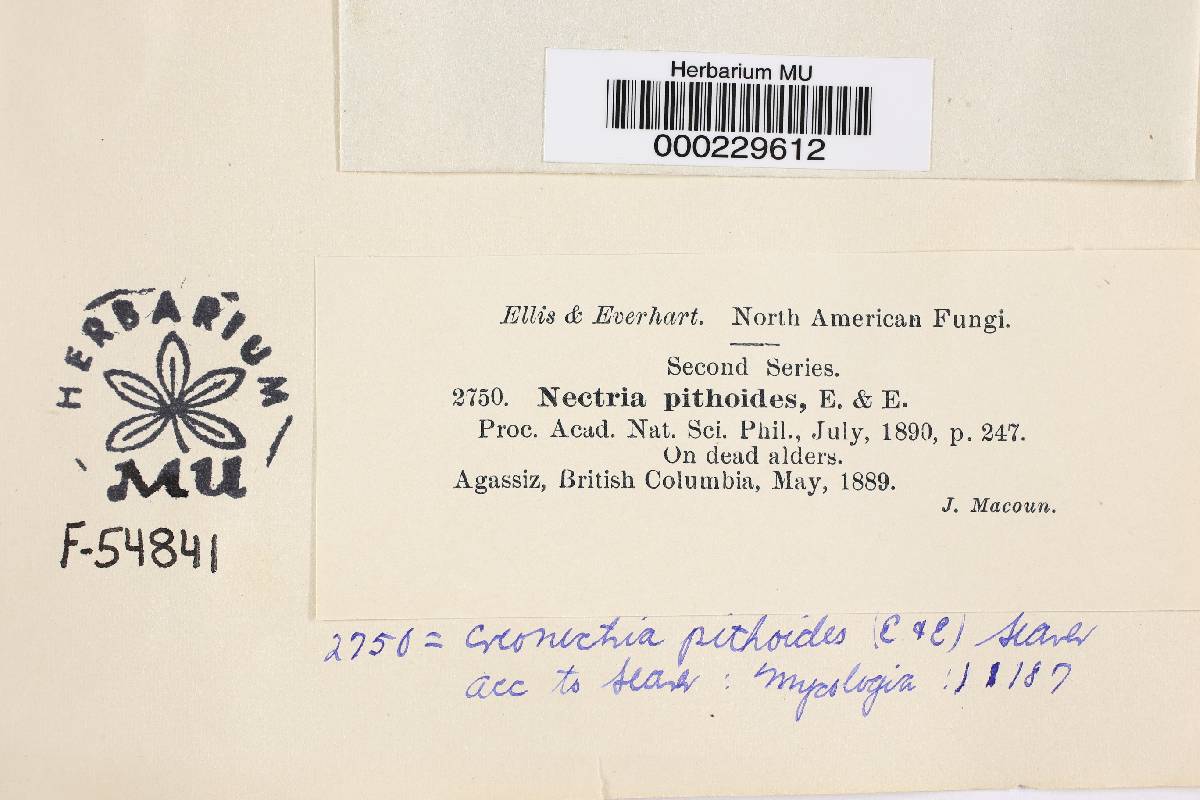 Herbarium MU
000229612
HERBARIUM
MU
F-54841
Ellis & Everhart. North American Fungi.
Second Series.
2750. Nectria pithoides, E. & E.
Proc. Acad. Nat. Sci. Phil., July, 1890, p. 247.
On dead alders.
Agassiz, British Columbia, May, 1889.
J. Macoun.
2750 = Creonectria pithoides (E & E) Seaver
acc to Seaver : Mycologia 187